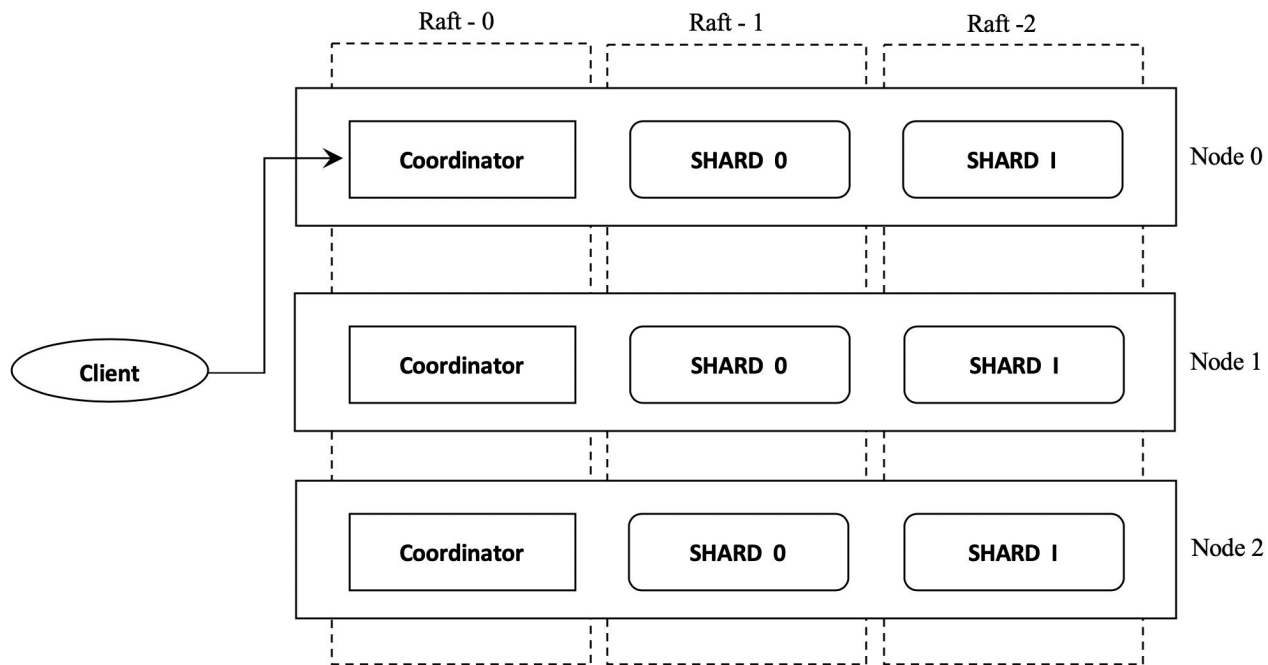 Raft - 0
Raft - 1
Raft -2
Coordinator
SHARD 0
SHARD I
Node 0
Client
Coordinator
SHARD 0
SHARD I
Node 1
Coordinator
SHARD 0
SHARD I
Node 2